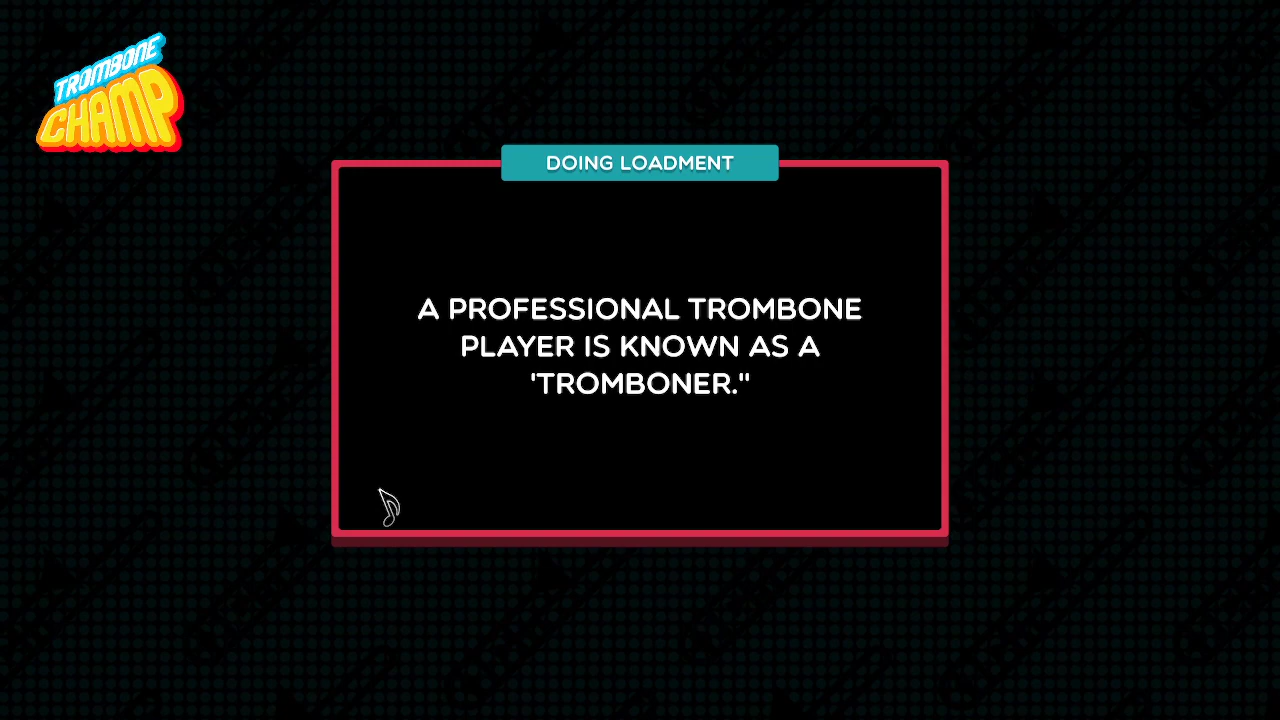 TROMBONE
CHAMP
DOING LOADMENT
A PROFESSIONAL TROMBONE
PLAYER IS KNOWN AS A
'TROMBONER."